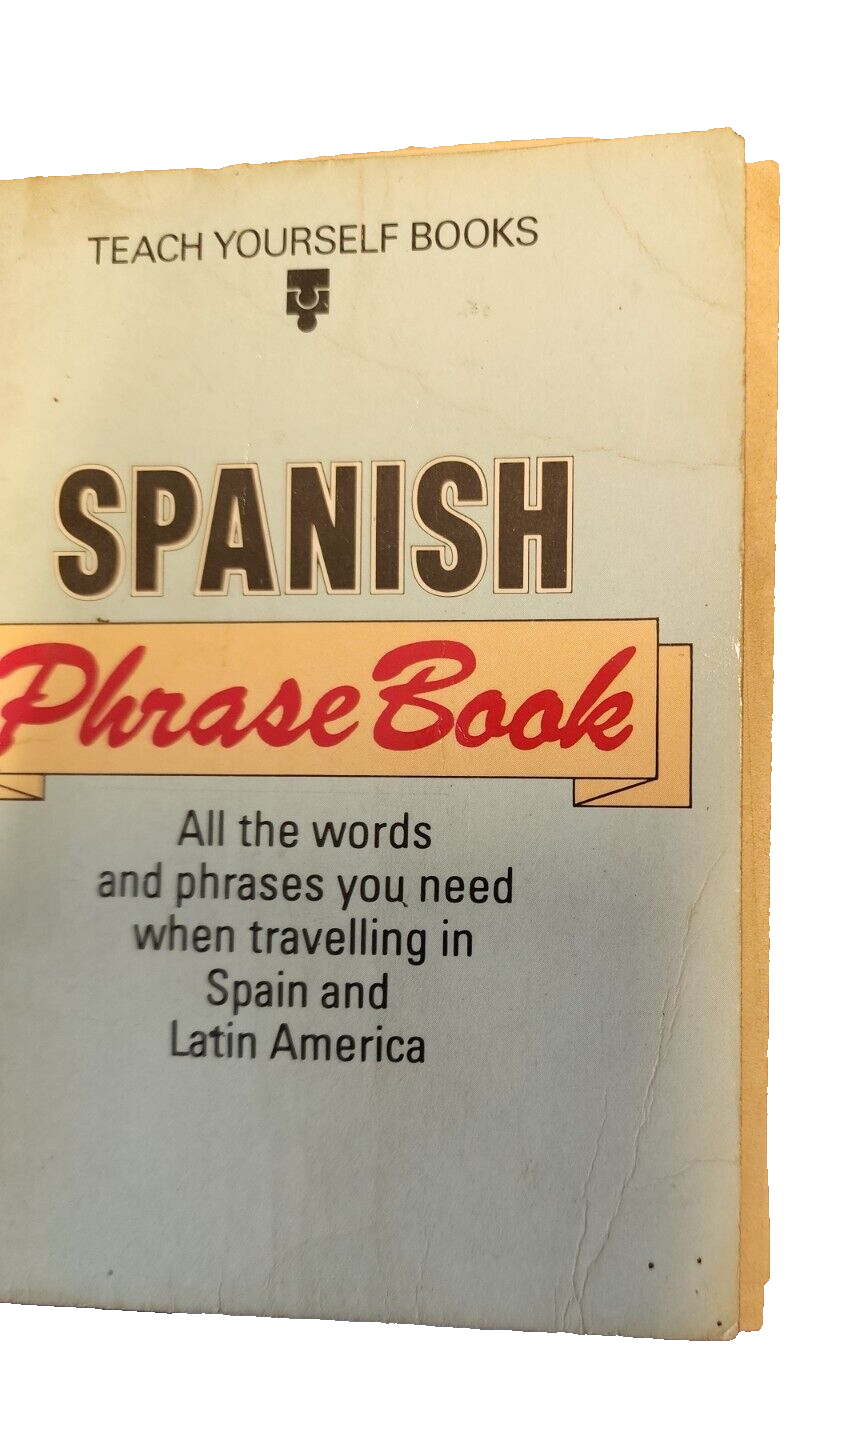 TEACH YOURSELF BOOKS
SPANISH
Phrase Book
All the words
and phrases you need
when travelling in
Spain and
Latin America